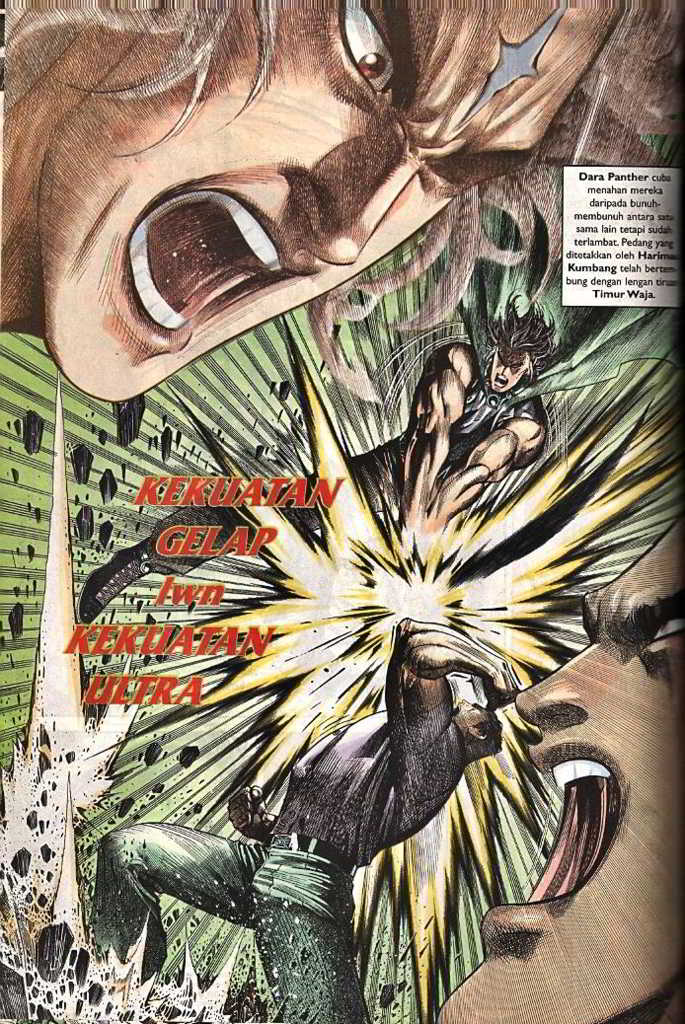 Dara Panther cuba
menahan mereka
daripada bunuh-
membunuh antara satu
sama lain tetapi sudah
terlambat. Pedang yang
ditetakkan oleh Harimau
Kumbang telah bertem-
bung dengan lengan tiruan
Timur Waja.
KEKUATAN
GELAP
lwn
KEKUATAN
ULTRA